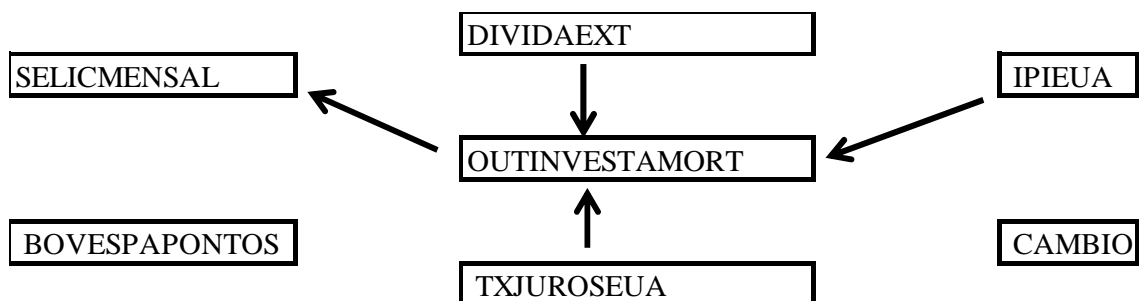 DIVIDAEXT
SELICMENSAL
IPIEUA
OUTINVESTAMORT
BOVESPAPONTOS
CAMBIO
TXJUROSEUA